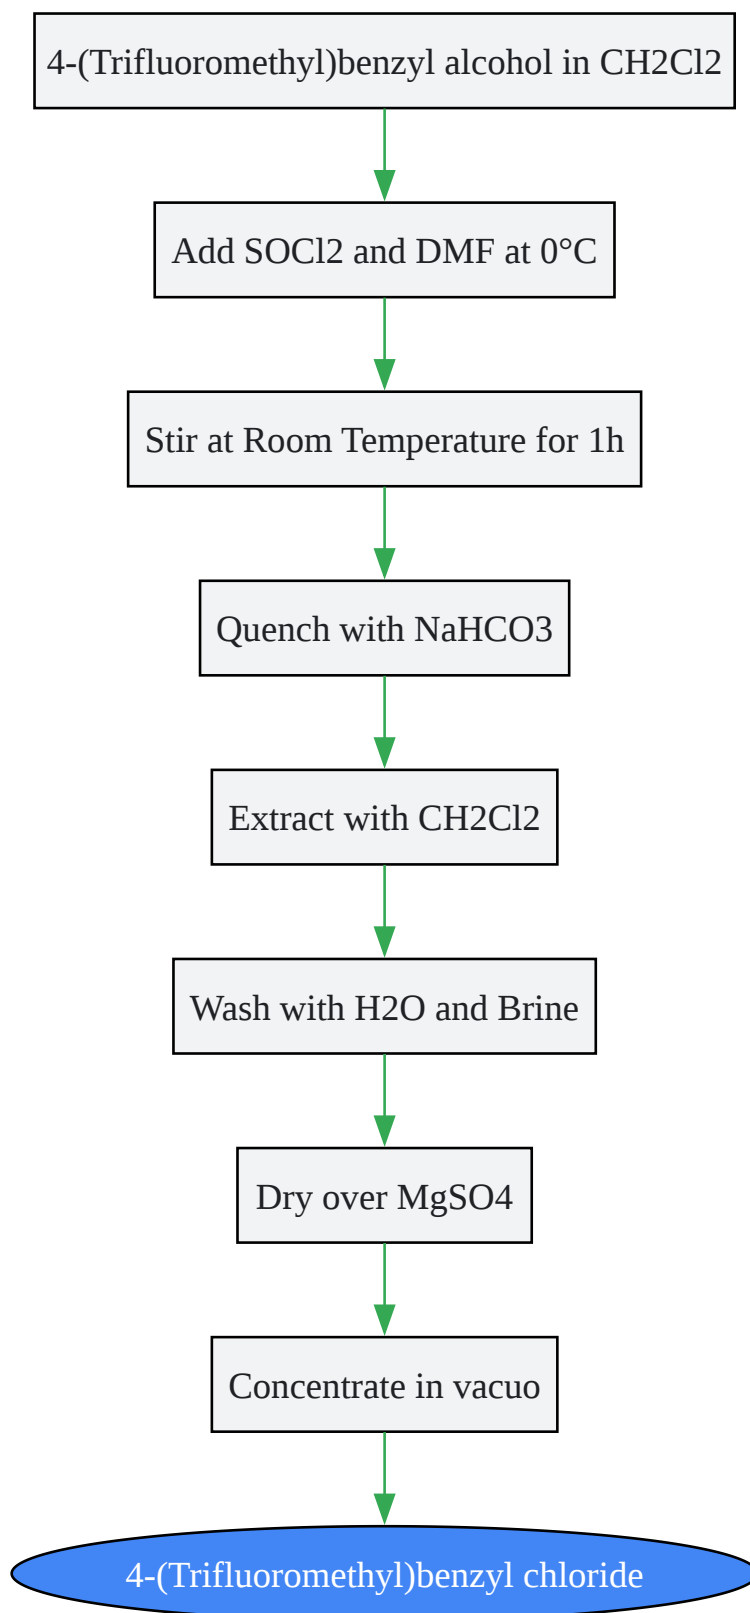 4-(Trifluoromethyl)benzyl alcohol in CH2Cl2
Add SOCl2 and DMF at 0°C
Stir at Room Temperature for 1h
Quench with NaHCO3
Extract with CH2Cl2
Wash with H2O and Brine
Dry over MgSO4
Concentrate in vacuo
4-(Trifluoromethyl)benzyl chloride